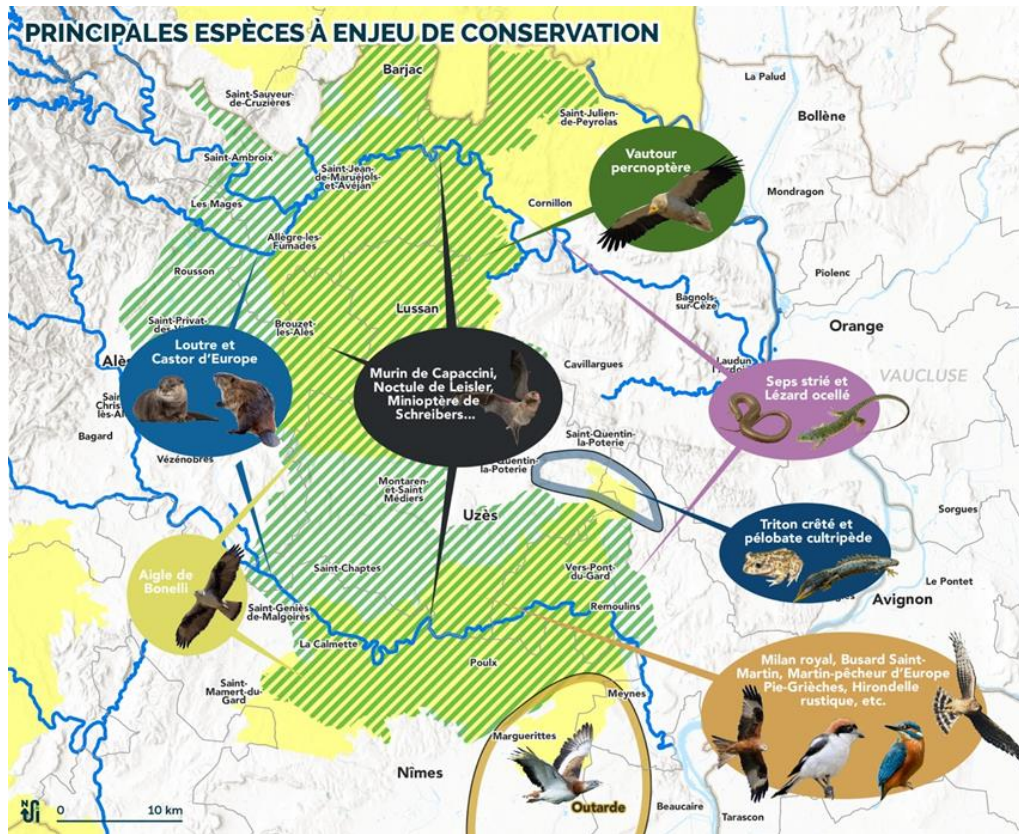 PRINCIPALES ESPÈCES À ENJEU DE CONSERVATION
Barjac
La Palud
Saint-Sauveur-
de-Cruzières
Saint-Julien-
de-Peyrolas
Bollène
Saint-Ambroix
Vautour
percnoptère
Saint-Jean-
de-Maruéjols-
et-Avéjan
Mondragon
Les Mages
Cornillon
Allègre-les-
Fumades
Rousson
Piolenc
Bagnols-
sur-Cèze
Lussan
Saint-Privat-
Brouzet-
les-Alès
Orange
Loutre et
Castor d'Europe
Cavillargues
Laudun
Murin de Capaccini,
Noctule de Leisler,
Minioptère de
Schreibers...
VAUCLUSE
Seps strié et
Lézard ocellé
Bagard
Saint-Quentin-
la-Poterie
Vézénobres
Quentin-
la-Poterie
Montaren-
et-Saint
Médiers
Uzès
Sorgues
Triton crêté et
pélobate cultripède
Saint-Chaptes
Vers-Pont-
du-Gard
Aigle de
Bonelli
Le Pontet
Avignon
Saint-Geniès
de-Malgoirès
Remoulins
La Calmette
Poulx
Milan royal, Busard Saint-
Martin, Martin-pêcheur d'Europe
Pie-Grièches, Hirondelle
rustique, etc.
Saint-
Mamert-du-
Gard
Meynes
Marguerittes
Nîmes
Outarde
Beaucaire
Tarascon
N
0 10 km